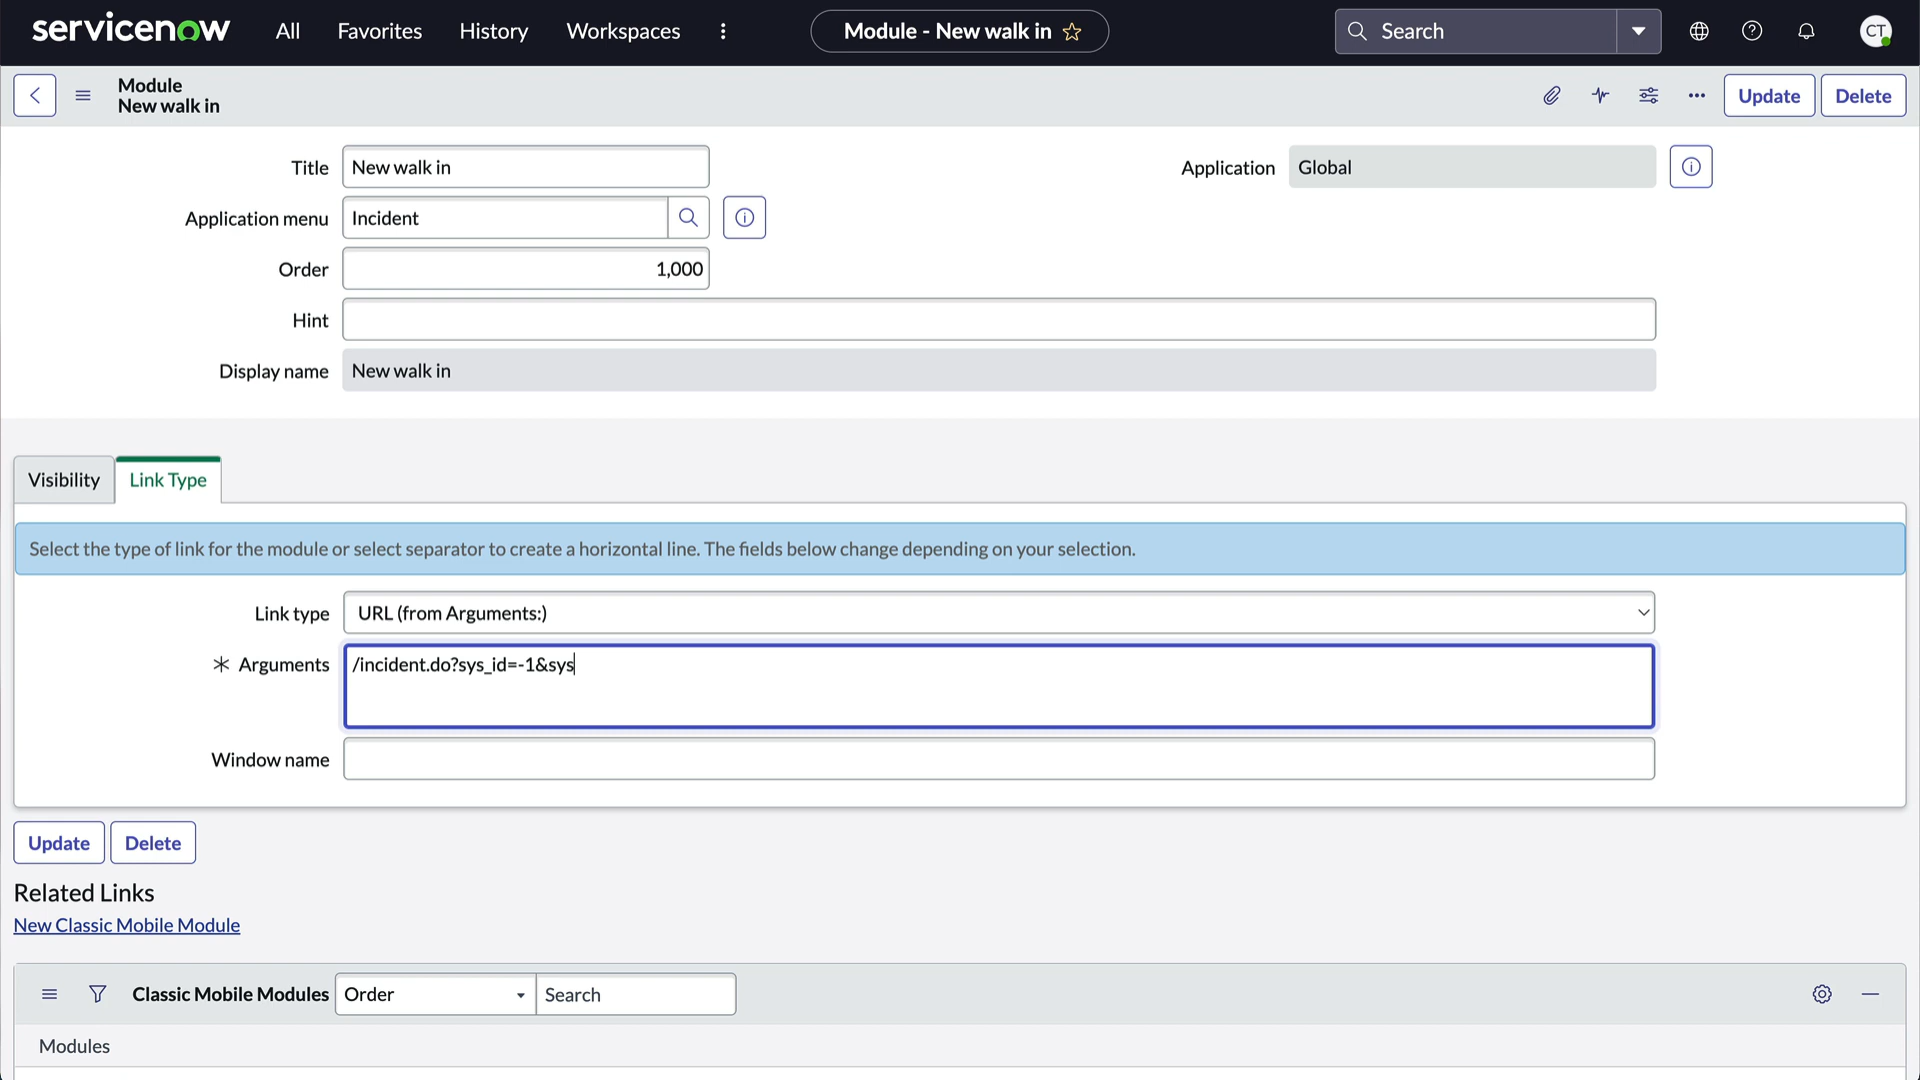 servicenow All Favorites History Workspaces Module - New walk in Search CT
Module
New walk in
Update Delete
Title New walk in Application Global
Application menu Incident
Order 1,000
Hint
Display name New walk in
Visibility Link Type
Select the type of link for the module or select separator to create a horizontal line. The fields below change depending on your selection.
Link type URL (from Arguments:)
Arguments /incident.do?sys_id=-1&sys
Window name
Update Delete
Related Links
New Classic Mobile Module
Classic Mobile Modules Order Search
Modules